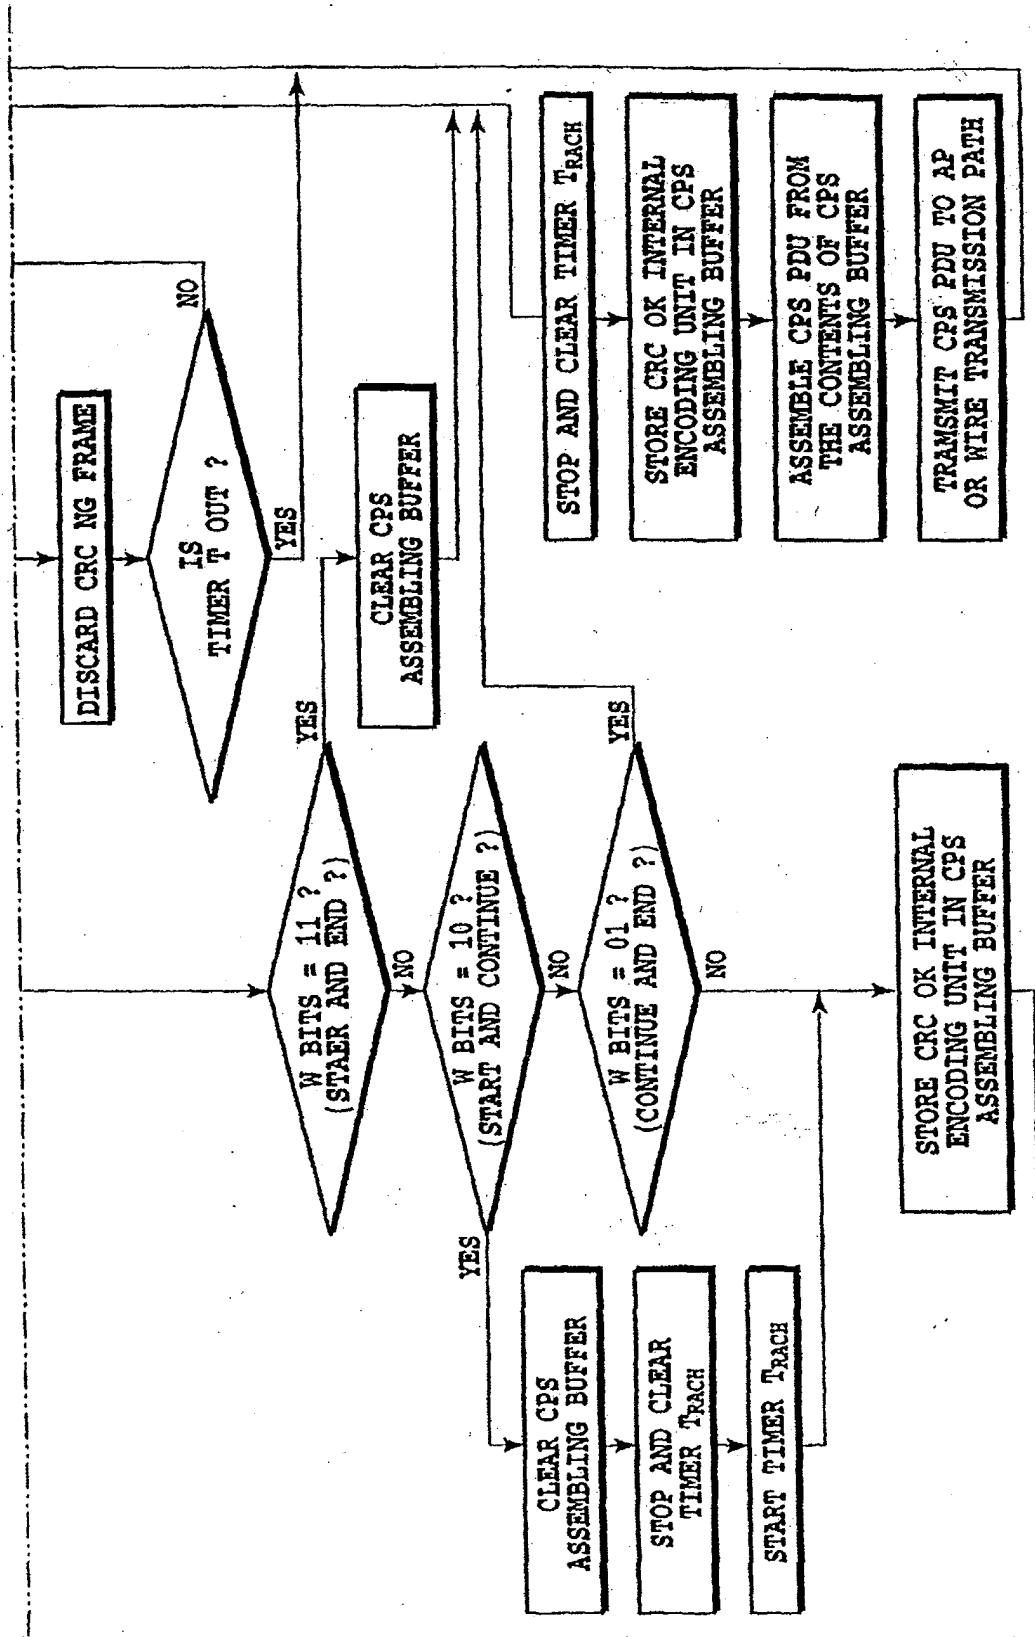 DISCARD CRC NG FRAME
IS
TIMER T OUT ?
NO
YES
W BITS = 11 ?
(STAER AND END ?)
YES
NO
CLEAR CPS
ASSEMBLING BUFFER
W BITS = 10 ?
(START AND CONTINUE ?)
YES
NO
W BITS = 01 ?
(CONTINUE AND END ?)
YES
NO
CLEAR CPS
ASSEMBLING BUFFER
STOP AND CLEAR
TIMER TRACH
START TIMER TRACH
STORE CRC OK INTERNAL
ENCODING UNIT IN CPS
ASSEMBLING BUFFER
STOP AND CLEAR TIMER TRACH
STORE CRC OK INTERNAL
ENCODING UNIT IN CPS
ASSEMBLING BUFFER
ASSEMBLE CPS PDU FROM
THE CONTENTS OF CPS
ASSEMBLING BUFFER
TRAMSMIT CPS PDU TO AP
OR WIRE TRANSMISSION PATH